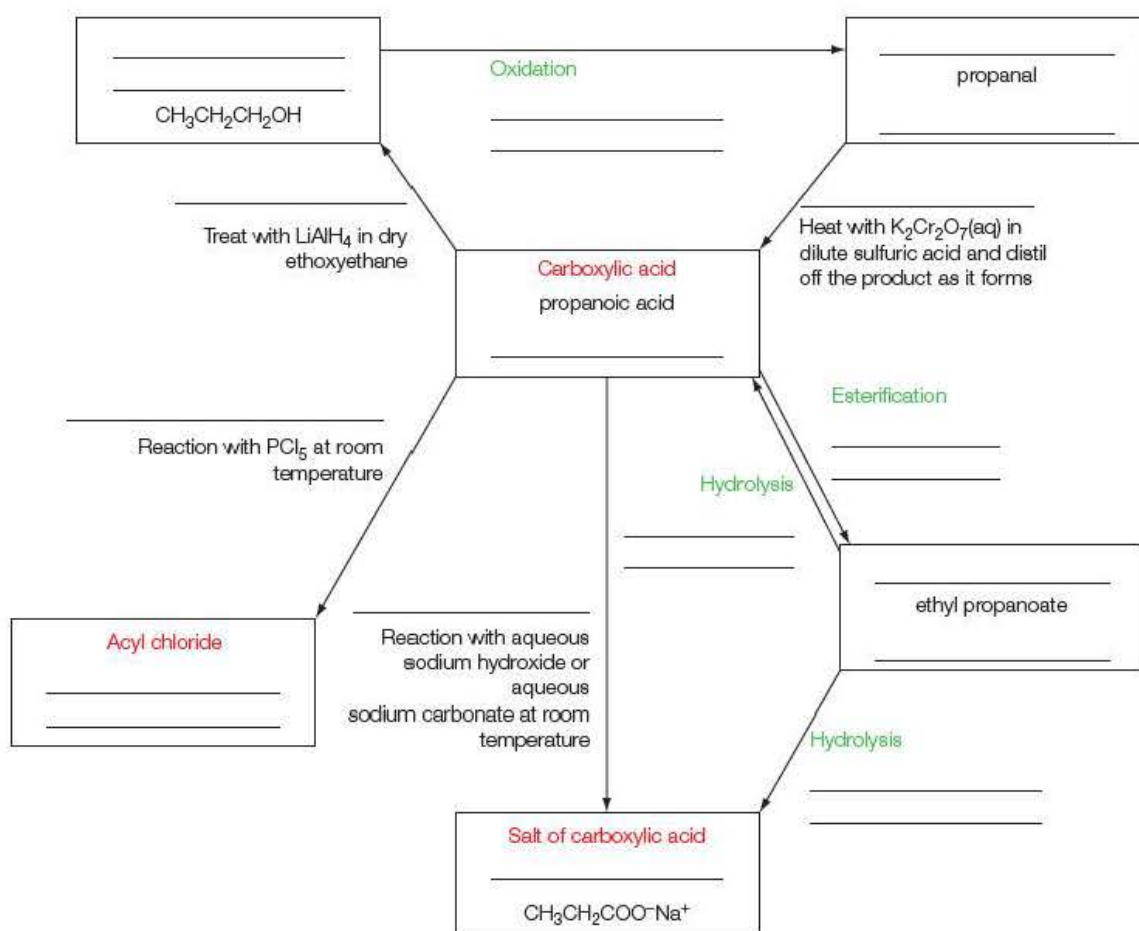 CH₃CH₂CH₂OH
Oxidation
propanal
Treat with LiAlH₄ in dry
ethoxyethane
Heat with K₂Cr₂O₇(aq) in
dilute sulfuric acid and distil
off the product as it forms
Carboxylic acid
propanoic acid
Reaction with PCl₅ at room
temperature
Esterification
Hydrolysis
ethyl propanoate
Acyl chloride
Reaction with aqueous
sodium hydroxide or
aqueous
sodium carbonate at room
temperature
Hydrolysis
Salt of carboxylic acid
CH₃CH₂COO⁻Na⁺